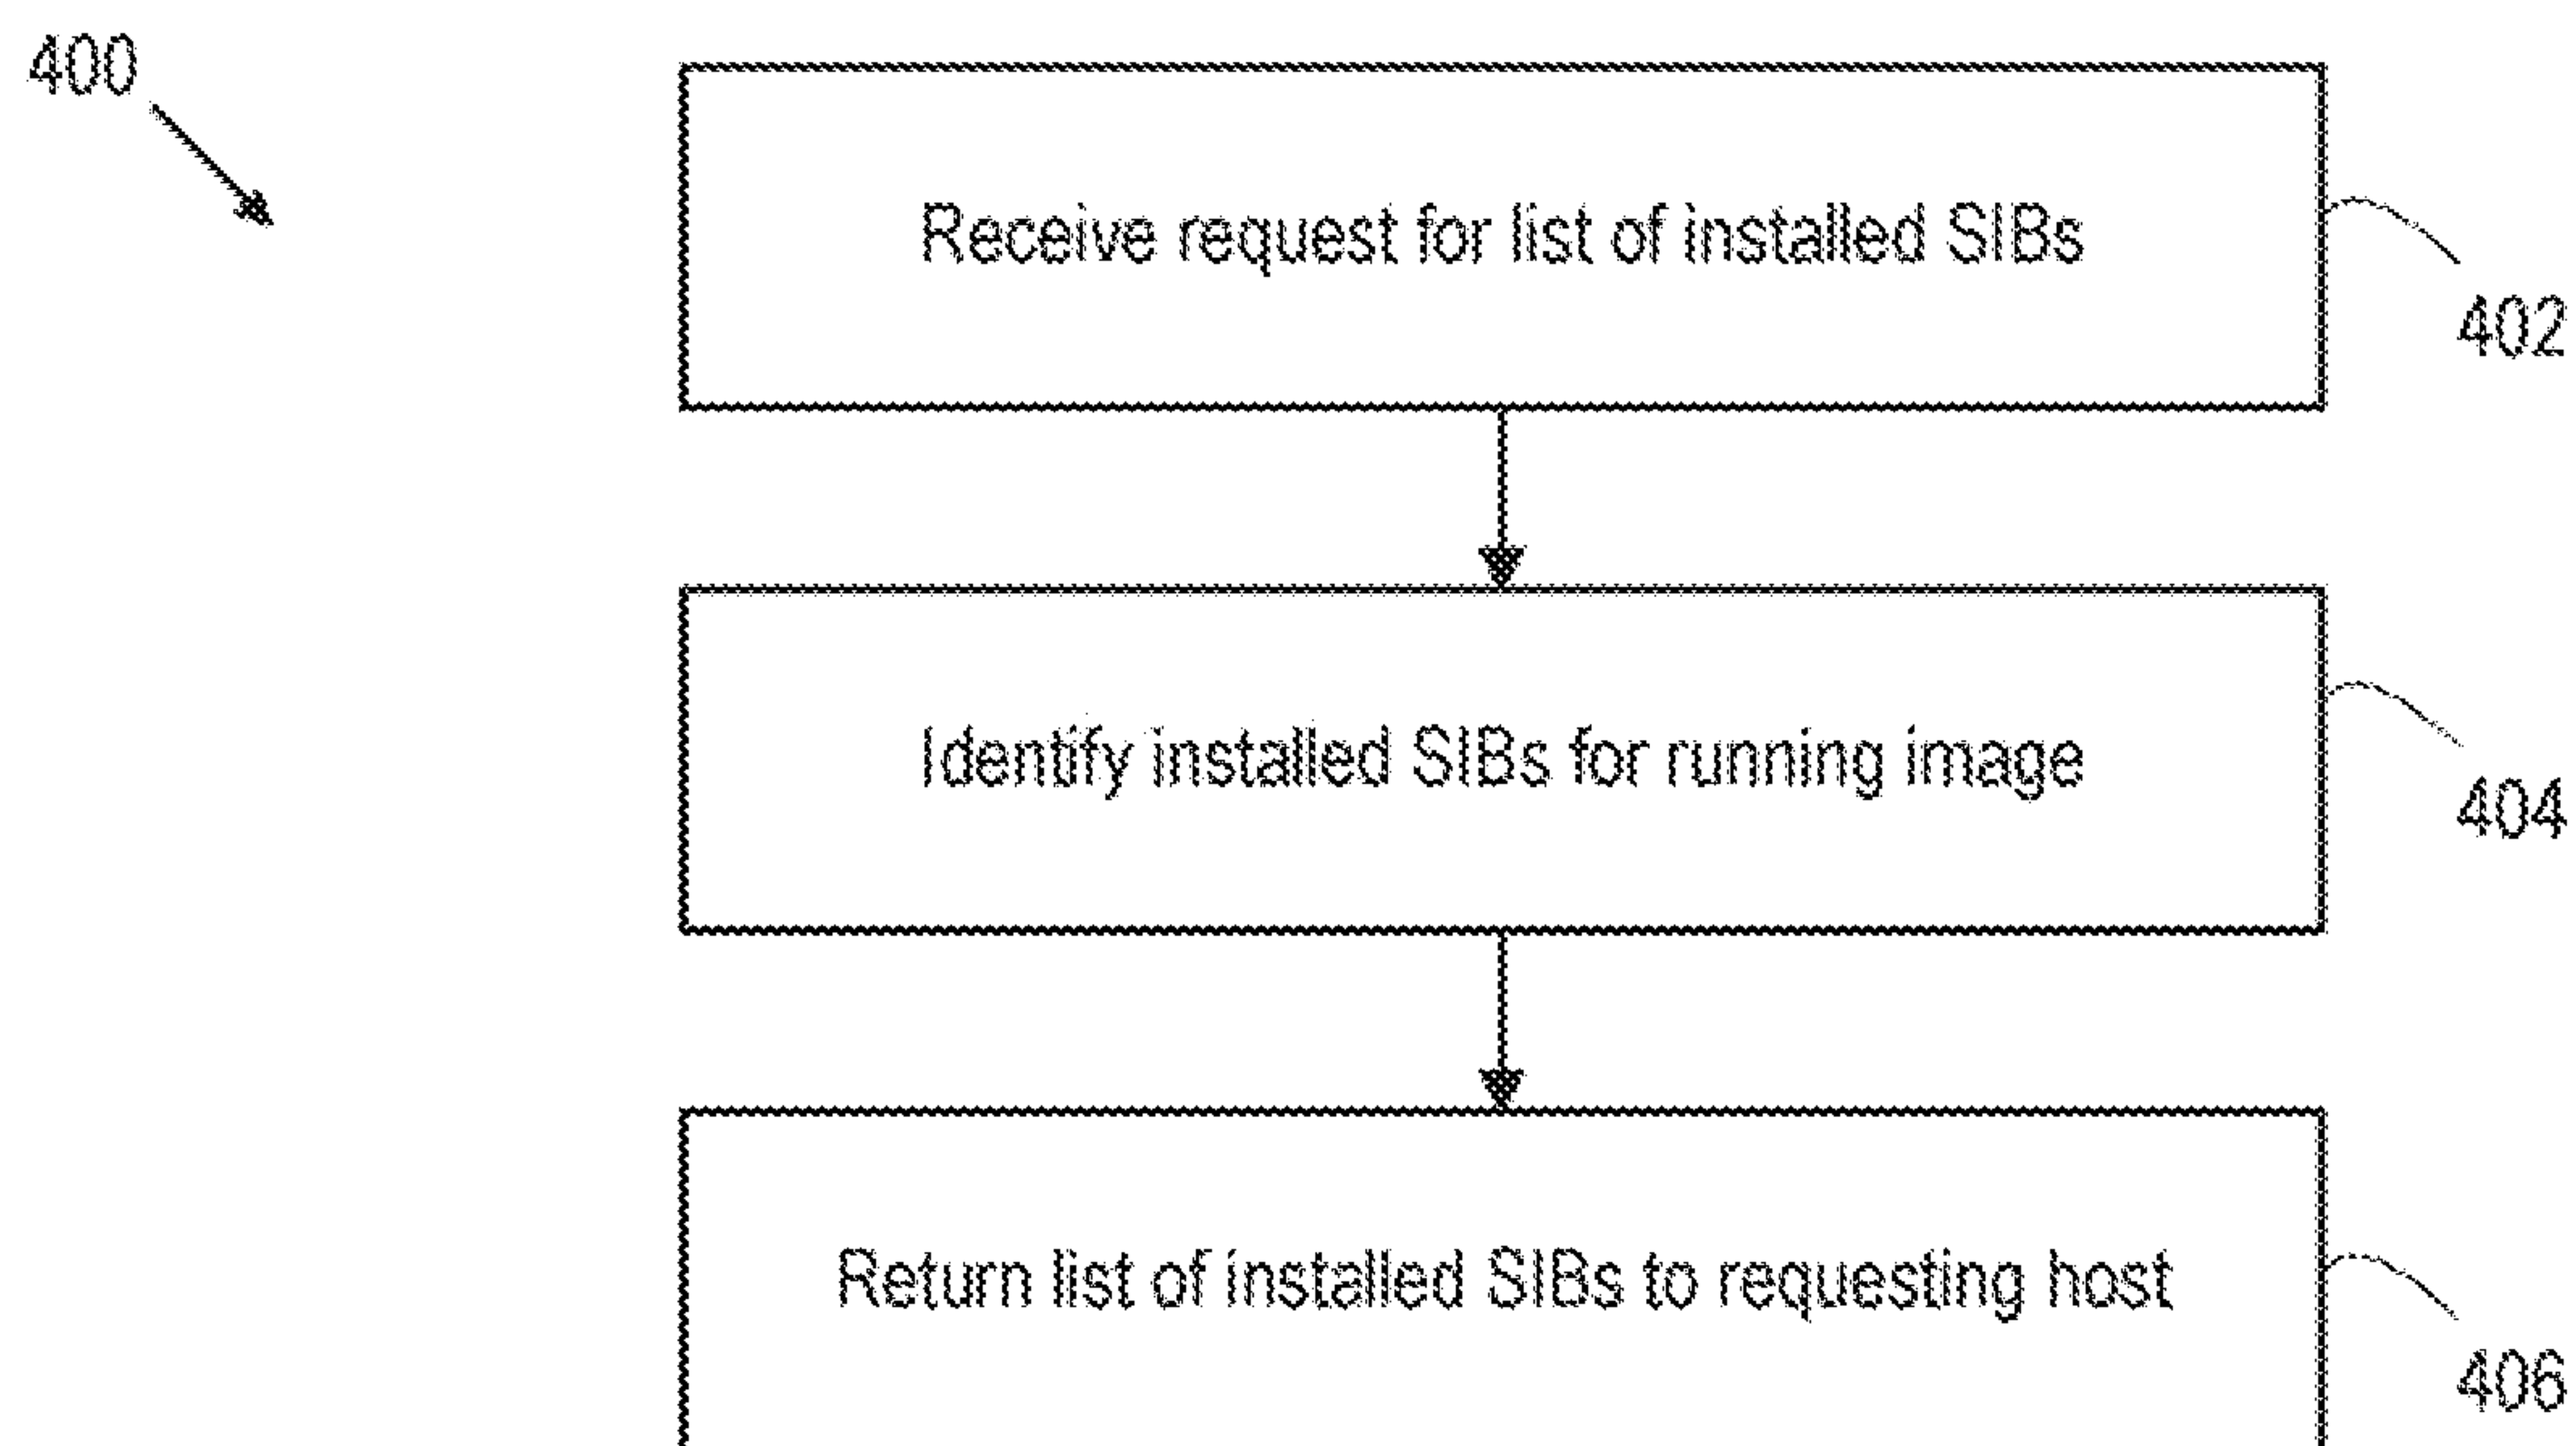 400
Receive request for list of installed SIBs
402
Identify installed SIBs for running image
404
Return list of installed SIBs to requesting host
406